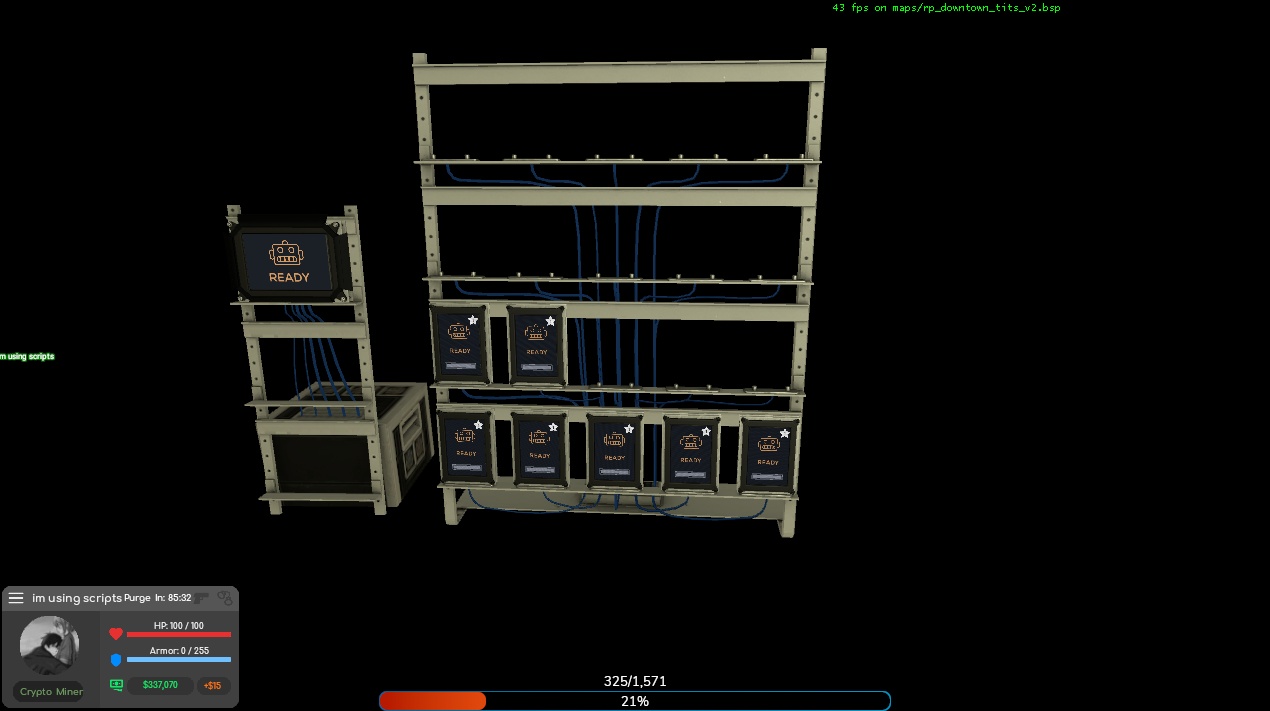 43 fps on maps/rp_downtown_tits_v2.bsp
READY
READY
READY
m using scripts
READY
READY
READY
READY
READY
im using scripts
Purge In: 85:32
HP: 100 / 100
Armor: 0 / 255
$337,070
+$15
Crypto Miner
325/1,571
21%